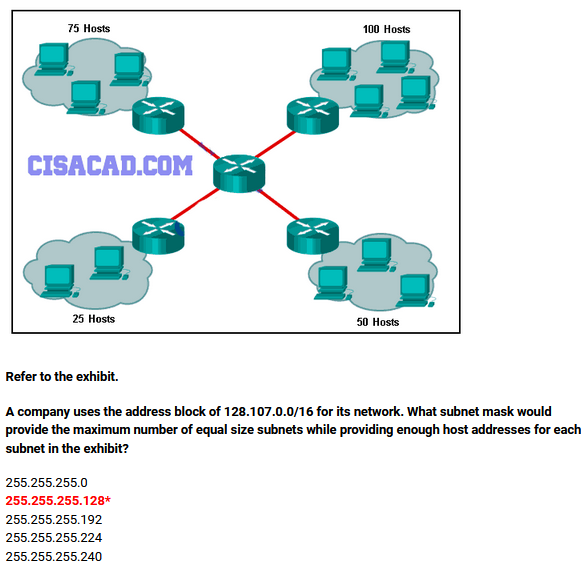 75 Hosts
100 Hosts
CISACAD.COM
25 Hosts
50 Hosts
Refer to the exhibit.
A company uses the address block of 128.107.0.0/16 for its network. What subnet mask would
provide the maximum number of equal size subnets while providing enough host addresses for each
subnet in the exhibit?
255.255.255.0
255.255.255.128*
255.255.255.192
255.255.255.224
255.255.255.240